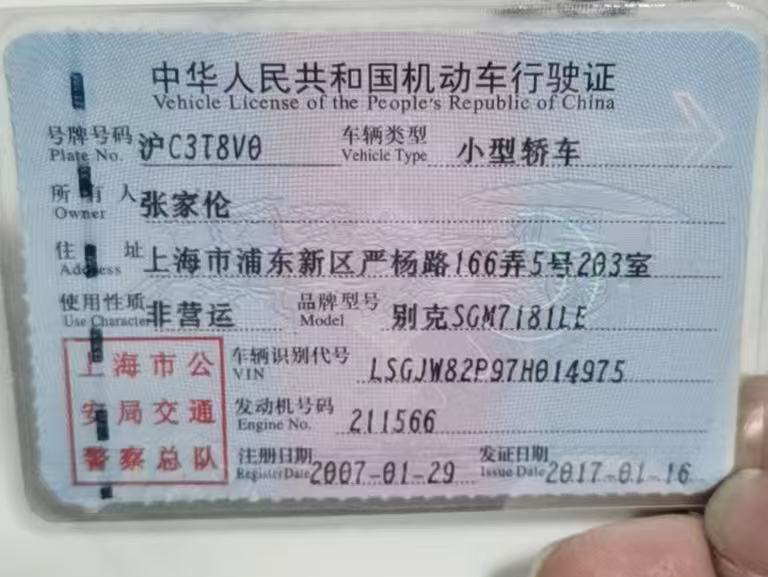 中华人民共和国机动车行驶证
Vehicle License of the People's Republic of China
号牌号码 沪C3T8V0 车辆类型 小型轿车
Plate No. Vehicle Type
所有人 张家伦
Owner
住址 上海市浦东新区严杨路166弄5号203室
Address
使用性质 非营运 品牌型号 别克SGM7181LE
Use Character Model
上海市公 车辆识别代号 LSGJW82P97H014975
VIN
安局交通 发动机号码 211566
Engine No.
警察总队 注册日期 2007-01-29 发证日期 2017-01-16
Register Date Issue Date